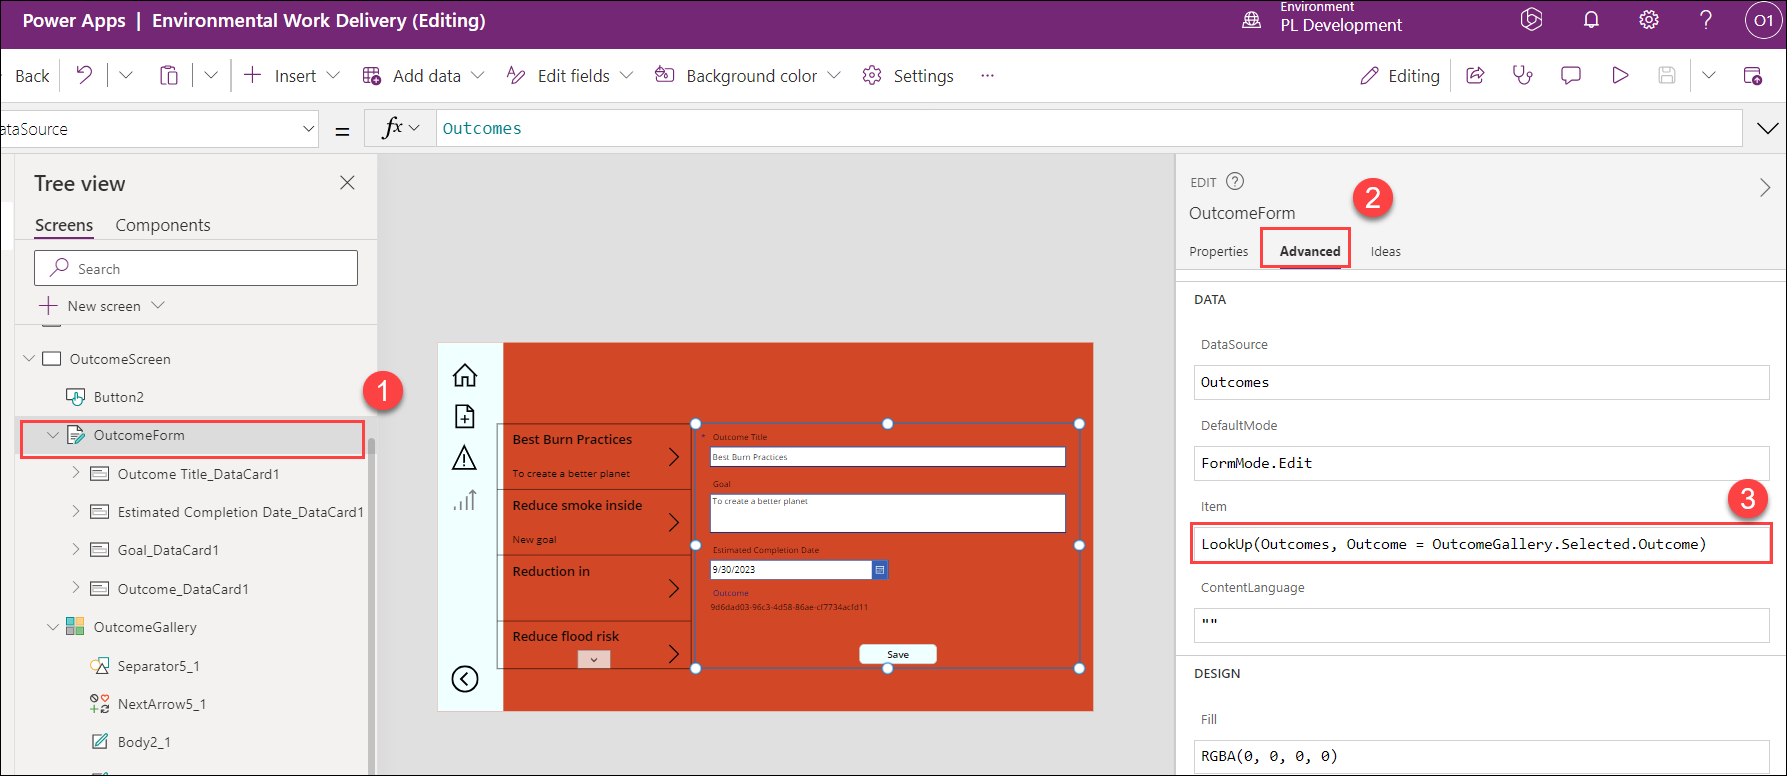 Power Apps | Environmental Work Delivery (Editing)
Environment
PL Development
O1
Back
Insert
Add data
Edit fields
Background color
Settings
...
Editing
ataSource
=
fx
Outcomes
Tree view
Screens
Components
Search
New screen
OutcomeScreen
Button2
1
OutcomeForm
Outcome Title_DataCard1
Estimated Completion Date_DataCard1
Goal_DataCard1
Outcome_DataCard1
OutcomeGallery
Separator5_1
NextArrow5_1
Body2_1
Best Burn Practices
To create a better planet
Reduce smoke inside
New goal
Reduction in
Reduce flood risk
* Outcome Title
Best Burn Practices
Goal
To create a better planet
Estimated Completion Date
9/30/2023
Outcome
9d6dad03-96c3-4d58-86ae-cf7734acfd11
Save
EDIT
?
2
OutcomeForm
Properties
Advanced
Ideas
DATA
DataSource
Outcomes
DefaultMode
FormMode.Edit
3
Item
LookUp(Outcomes, Outcome = OutcomeGallery.Selected.Outcome)
ContentLanguage
""
DESIGN
Fill
RGBA(0, 0, 0, 0)